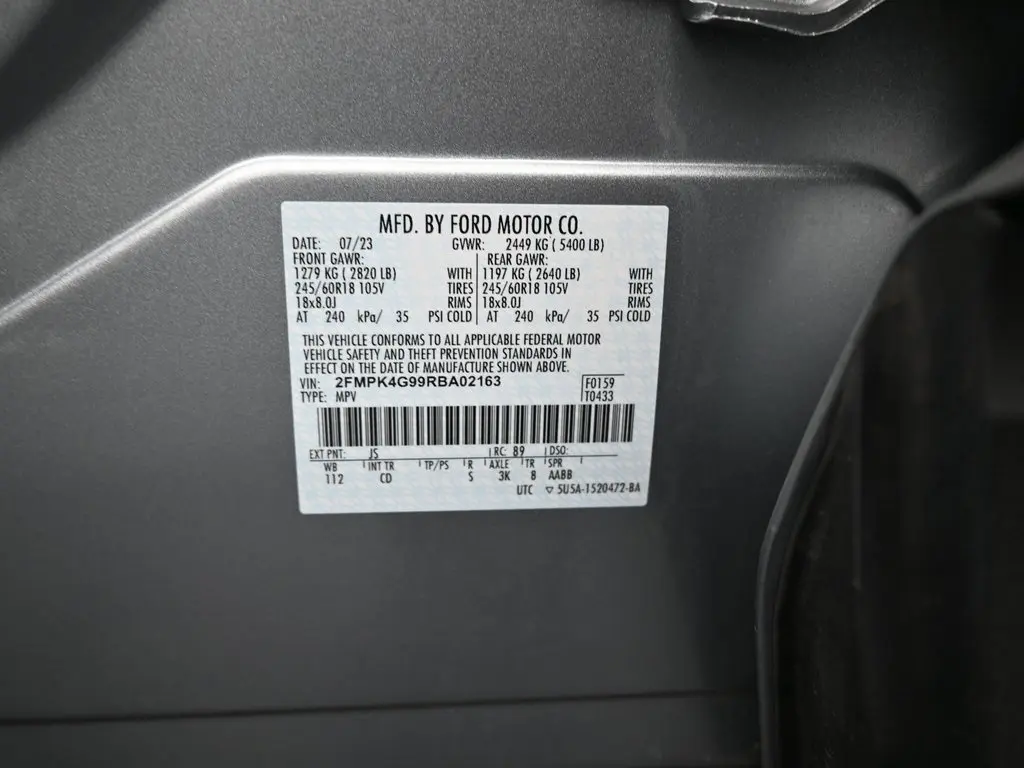 MFD. BY FORD MOTOR CO.
DATE: 07/23 GVWR: 2449 KG ( 5400 LB)
FRONT GAWR: REAR GAWR:
1279 KG ( 2820 LB) WITH 1197 KG ( 2640 LB) WITH
245/60R18 105V TIRES 245/60R18 105V TIRES
18x8.0J RIMS 18x8.0J RIMS
AT 240 kPa/ 35 PSI COLD AT 240 kPa/ 35 PSI COLD
THIS VEHICLE CONFORMS TO ALL APPLICABLE FEDERAL MOTOR
VEHICLE SAFETY AND THEFT PREVENTION STANDARDS IN
EFFECT ON THE DATE OF MANUFACTURE SHOWN ABOVE.
VIN: 2FMPK4G99RBA02163 F0159
TYPE: MPV T0433
EXT PNT: JS RC: 89 DSO:
WB INT TR TP/PS R AXLE TR SPR
112 CD S 3K 8 AABB
UTC ▽ 5U5A-1520472-BA